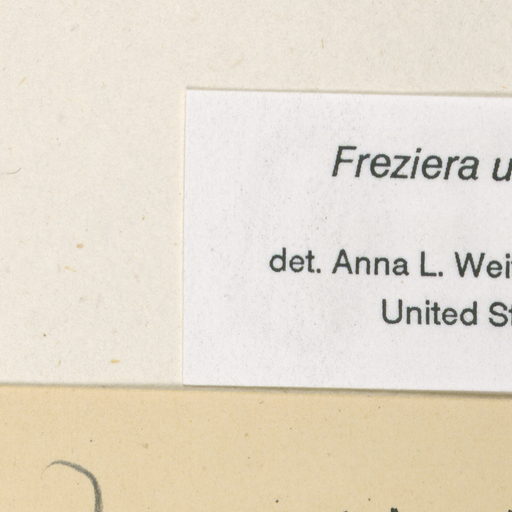 Freziera u
det. Anna L. Wei
United St